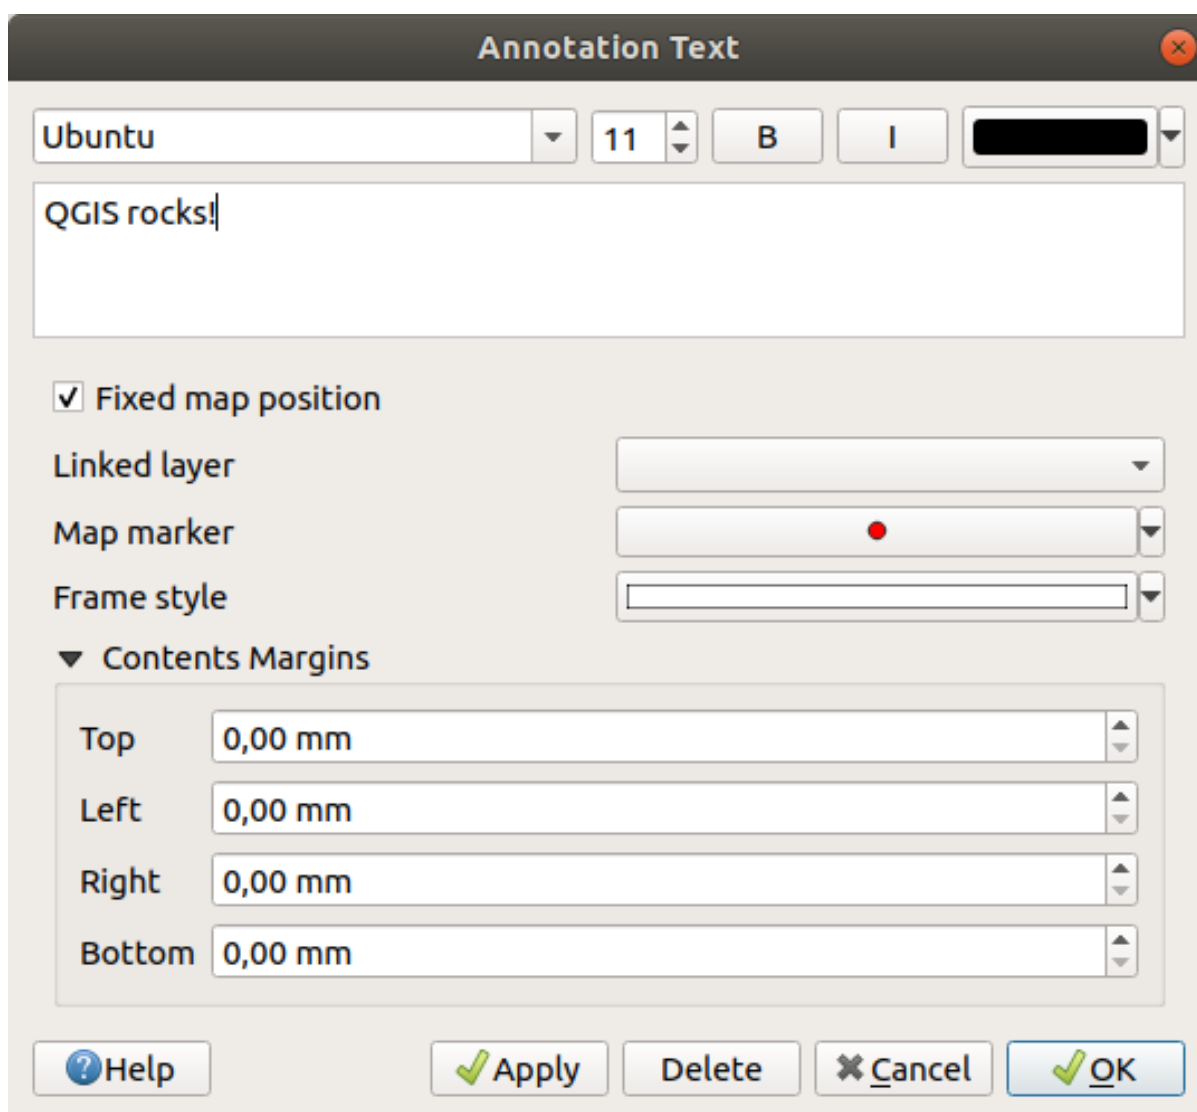 Annotation Text
Ubuntu 11 B I
QGIS rocks!
Fixed map position
Linked layer
Map marker
Frame style
Contents Margins
Top 0,00 mm
Left 0,00 mm
Right 0,00 mm
Bottom 0,00 mm
Help Apply Delete Cancel OK